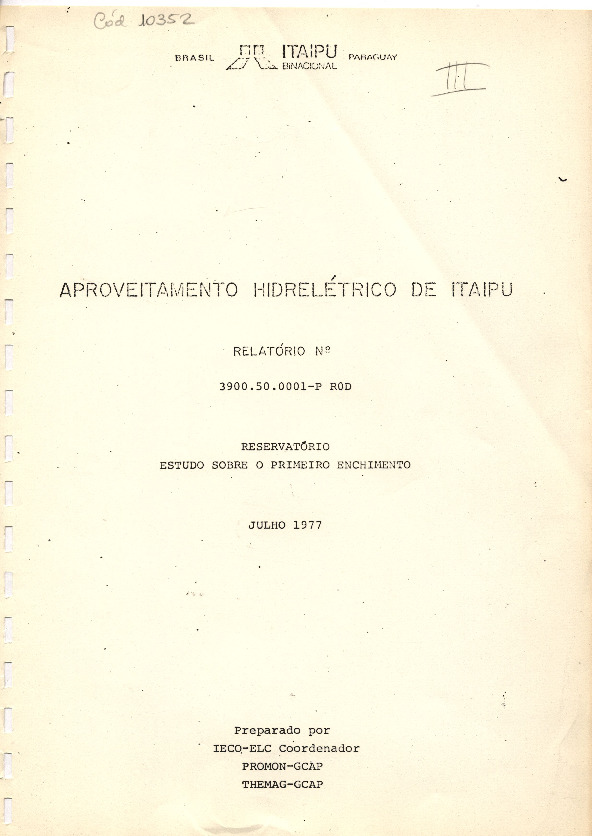 Cód 10352
BRASIL ITAIPU BINACIONAL PARAGUAY
III
APROVEITAMENTO HIDRELÉTRICO DE ITAIPU
RELATÓRIO Nº
3900.50.0001-P R0D
RESERVATÓRIO
ESTUDO SOBRE O PRIMEIRO ENCHIMENTO
JULHO 1977
Preparado por
IECO-ELC Coordenador
PROMON-GCAP
THEMAG-GCAP